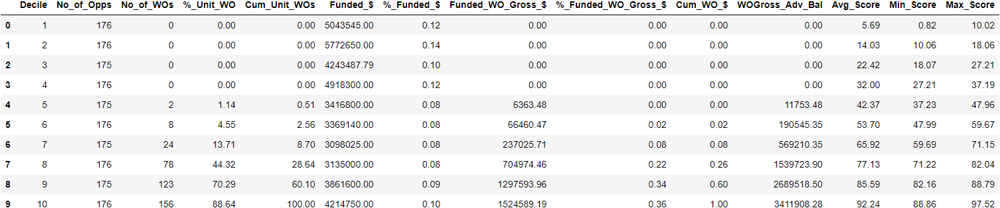 Decile No_of_Opps No_of_WOs %_Unit_WO Cum_Unit_WOs Funded_$ %_Funded_$ Funded_WO_Gross_$ %_Funded_WO_Gross_$ Cum_WO_$ WOGross_Adv_Bal Avg_Score Min_Score Max_Score
0 1 176 0 0.00 0.00 5043545.00 0.12 0.00 0.00 0.00 0.00 5.69 0.82 10.02
1 2 176 0 0.00 0.00 5772650.00 0.14 0.00 0.00 0.00 0.00 14.03 10.06 18.06
2 3 175 0 0.00 0.00 4243487.79 0.10 0.00 0.00 0.00 0.00 22.42 18.07 27.21
3 4 176 0 0.00 0.00 4918300.00 0.12 0.00 0.00 0.00 0.00 32.00 27.21 37.19
4 5 175 2 1.14 0.51 3416800.00 0.08 6363.48 0.00 0.00 11753.48 42.37 37.23 47.96
5 6 176 8 4.55 2.56 3369140.00 0.08 66460.47 0.02 0.02 190545.35 53.70 47.99 59.67
6 7 175 24 13.71 8.70 3098025.00 0.08 237025.71 0.08 0.08 569210.35 65.92 59.69 71.15
7 8 176 78 44.32 28.64 3135000.00 0.08 704974.46 0.22 0.26 1539723.90 77.13 71.22 82.04
8 9 175 123 70.29 60.10 3861600.00 0.09 1297593.96 0.34 0.60 2689518.50 85.59 82.16 88.79
9 10 176 156 88.64 100.00 4214750.00 0.10 1524589.19 0.36 1.00 3411908.28 92.24 88.86 97.52